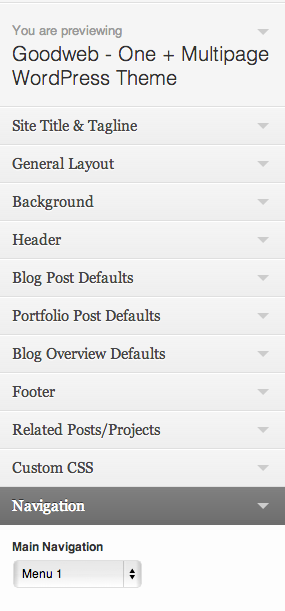 You are previewing
Goodweb - One + Multipage
WordPress Theme
Site Title & Tagline
General Layout
Background
Header
Blog Post Defaults
Portfolio Post Defaults
Blog Overview Defaults
Footer
Related Posts/Projects
Custom CSS
Navigation
Main Navigation
Menu 1